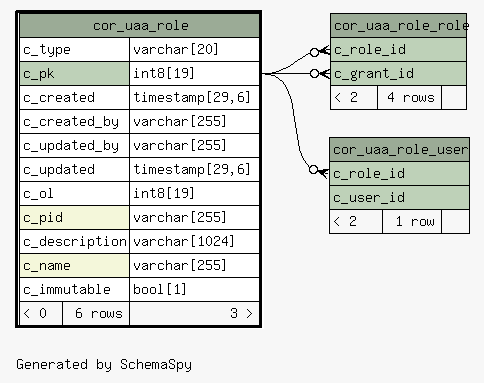 cor_uaa_role
c_type varchar[20]
c_pk int8[19]
c_created timestamp[29,6]
c_created_by varchar[255]
c_updated_by varchar[255]
c_updated timestamp[29,6]
c_ol int8[19]
c_pid varchar[255]
c_description varchar[1024]
c_name varchar[255]
c_immutable bool[1]
< 0 6 rows 3 >
cor_uaa_role_role
c_role_id
c_grant_id
< 2 4 rows
cor_uaa_role_user
c_role_id
c_user_id
< 2 1 row
Generated by SchemaSpy